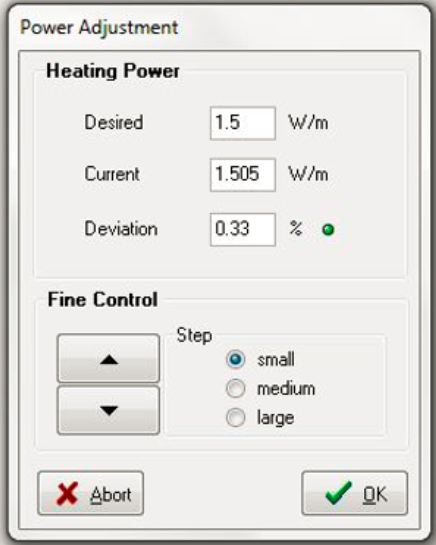 Power Adjustment
Heating Power
Desired 1.5 W/m
Current 1.505 W/m
Deviation 0.33 %
Fine Control
Step
small
medium
large
Abort OK